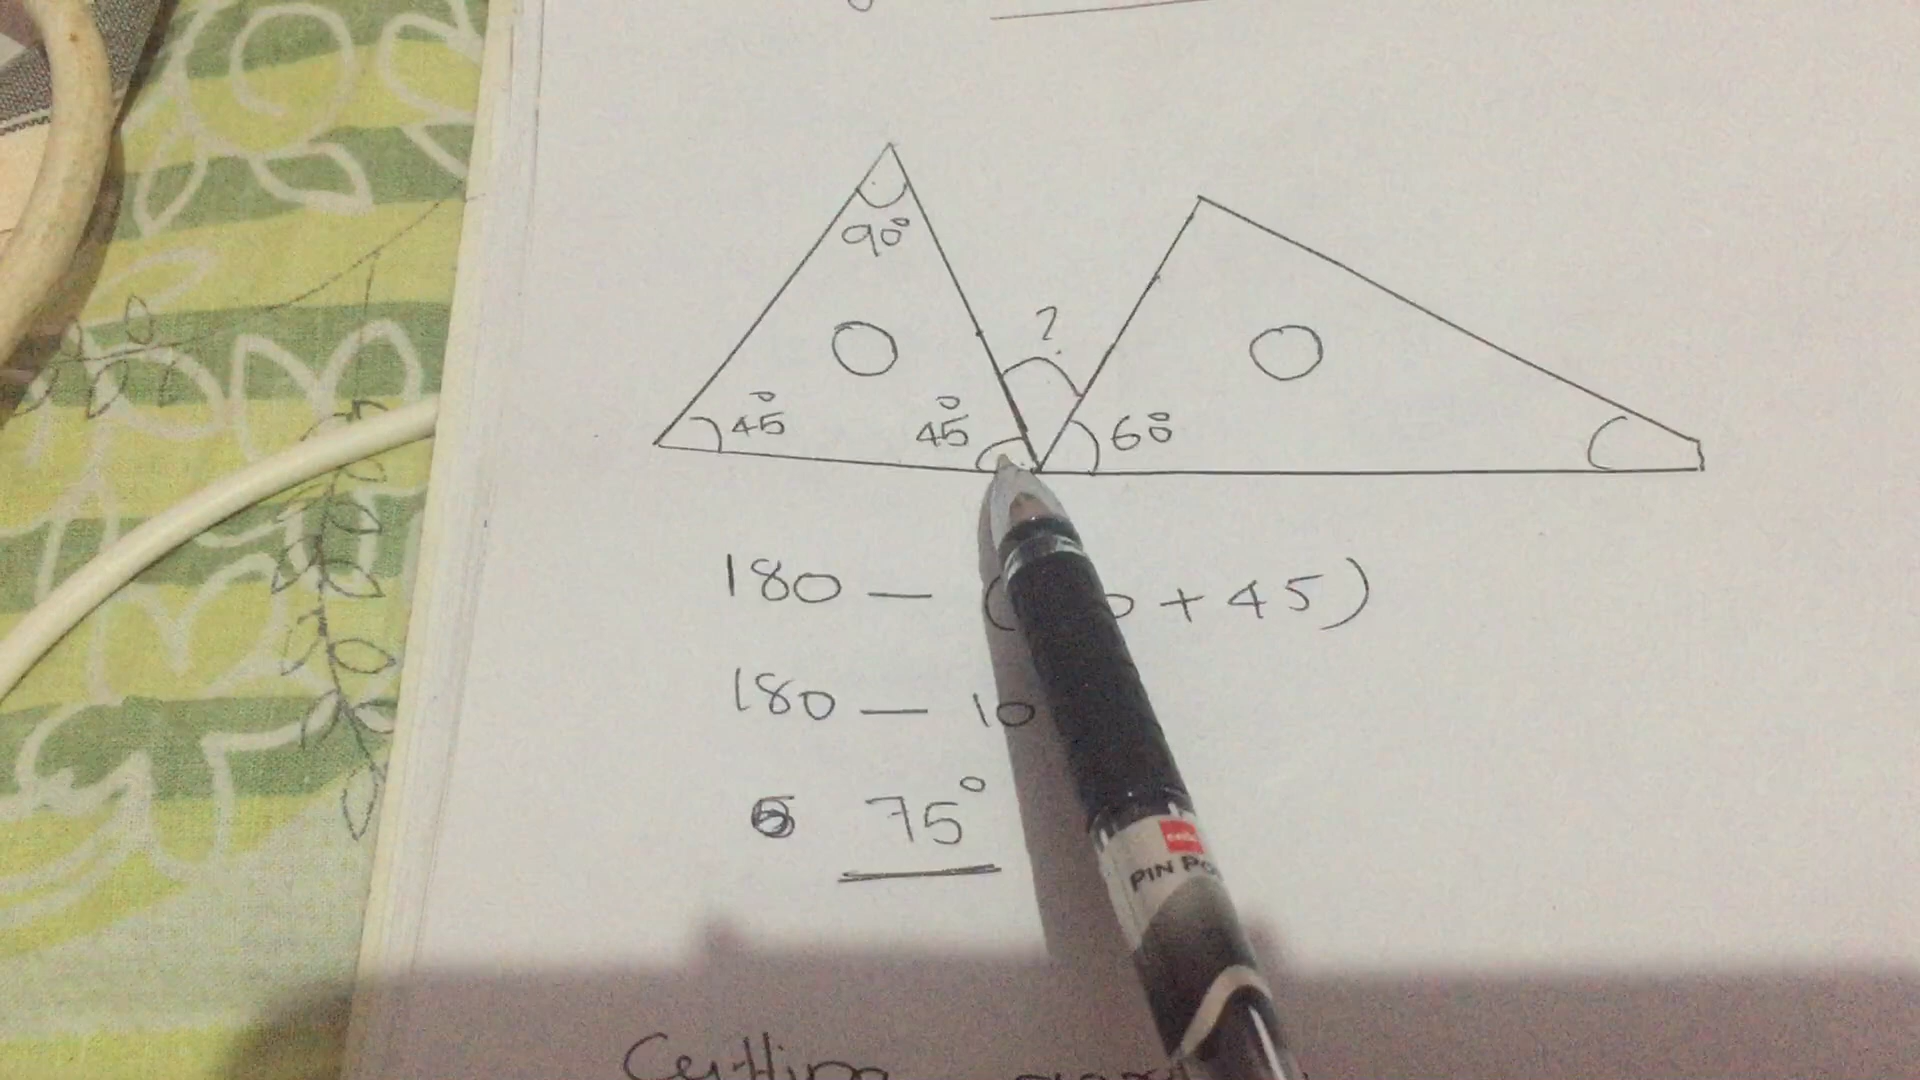 90°
?
45° 45° 60°
180 — ( + 45)
180 — 10
75°
PIN PO